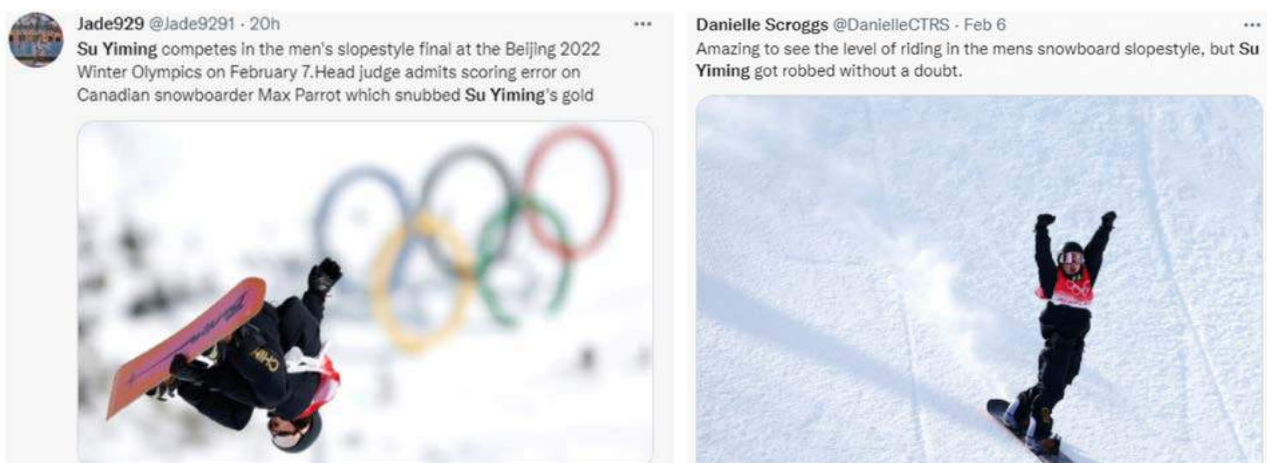 Jade929 @Jade9291 · 20h
Su Yiming competes in the men's slopestyle final at the Beijing 2022
Winter Olympics on February 7.Head judge admits scoring error on
Canadian snowboarder Max Parrot which snubbed Su Yiming's gold
CHN
Danielle Scroggs @DanielleCTRS · Feb 6
Amazing to see the level of riding in the mens snowboard slopestyle, but Su
Yiming got robbed without a doubt.